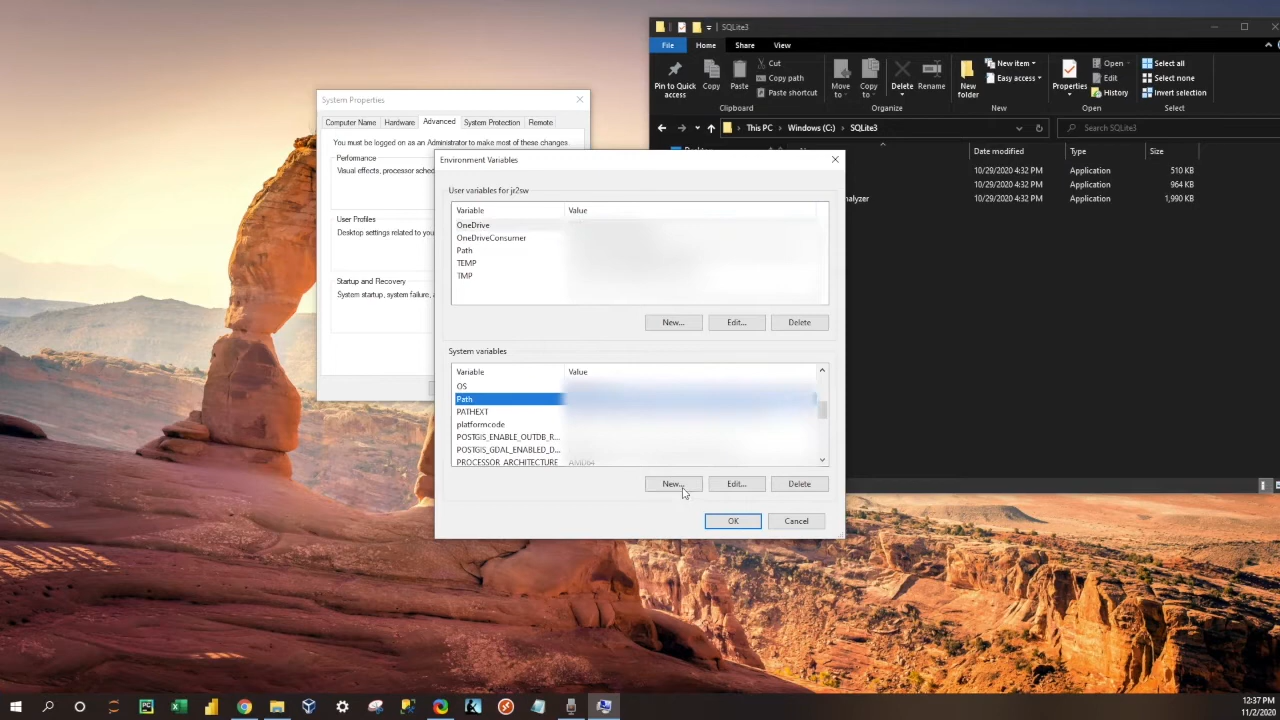 SQLite3
File Home Share View
Pin to Quick access
Copy
Paste
Cut
Copy path
Paste shortcut
Clipboard
Move to
Copy to
Delete
Rename
Organize
New folder
New item
Easy access
New
Properties
Open
Edit
History
Open
Select all
Select none
Invert selection
Select
This PC Windows (C:) SQLite3
Search SQLite3
Date modified Type Size
10/29/2020 4:32 PM Application 510 KB
10/29/2020 4:32 PM Application 964 KB
10/29/2020 4:32 PM Application 1,990 KB
System Properties
Computer Name Hardware Advanced System Protection Remote
You must be logged on as an Administrator to make most of these changes.
Performance
Visual effects, processor sched
User Profiles
Desktop settings related to you
Startup and Recovery
System startup, system failure,
Environment Variables
User variables for jr2sw
Variable Value
OneDrive
OneDriveConsumer
Path
TEMP
TMP
New... Edit... Delete
System variables
Variable Value
OS
Path
PATHEXT
platformcode
POSTGIS_ENABLE_OUTDB_R...
POSTGIS_GDAL_ENABLED_D...
PROCESSOR_ARCHITECTURE AMD64
New... Edit... Delete
OK Cancel
12:37 PM
11/2/2020